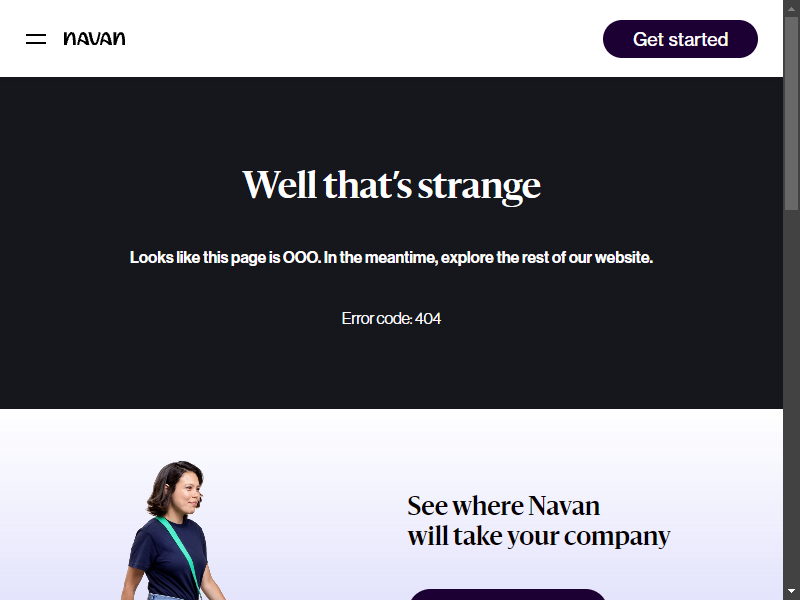 navan
Get started
Well that's strange
Looks like this page is OOO. In the meantime, explore the rest of our website.
Error code: 404
See where Navan
will take your company